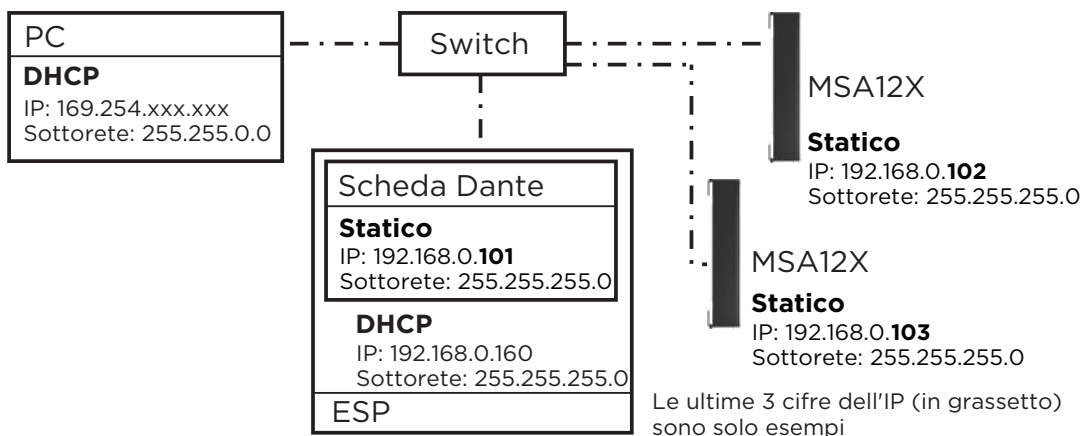 PC
DHCP
IP: 169.254.xxx.xxx
Sottorete: 255.255.0.0
Switch
MSA12X
Statico
IP: 192.168.0.102
Sottorete: 255.255.255.0
Scheda Dante
Statico
IP: 192.168.0.101
Sottorete: 255.255.255.0
DHCP
IP: 192.168.0.160
Sottorete: 255.255.255.0
ESP
MSA12X
Statico
IP: 192.168.0.103
Sottorete: 255.255.255.0
Le ultime 3 cifre dell'IP (in grassetto)
sono solo esempi